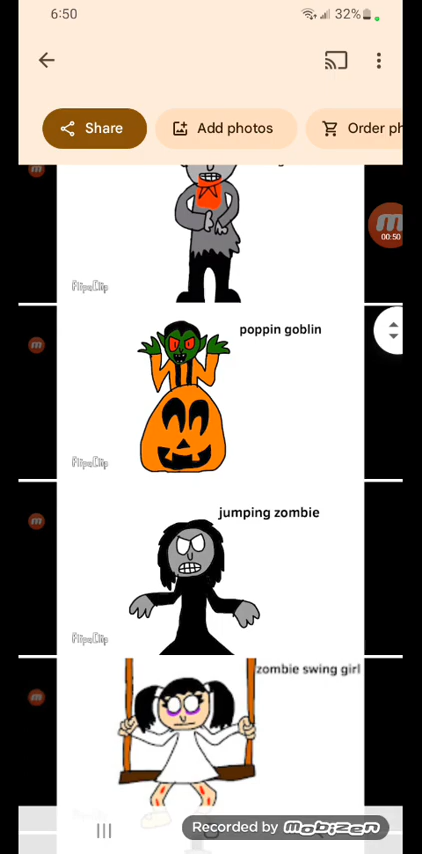 6:50
32%
Share
Add photos
Order ph
m
00:50
FlipaClip
m
poppin goblin
FlipaClip
m
jumping zombie
FlipaClip
m
zombie swing girl
Recorded by mobizen